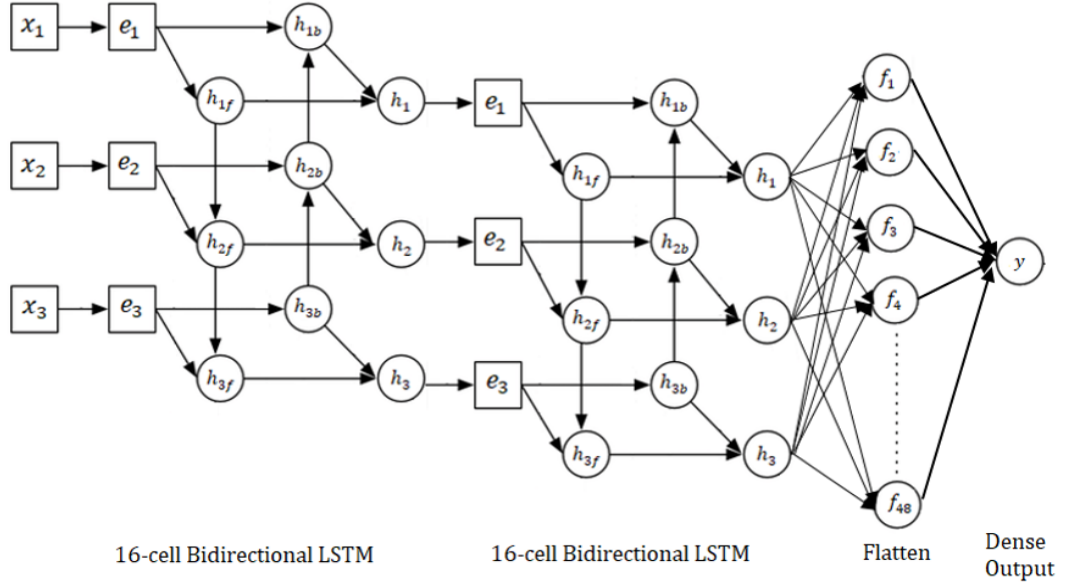 x1 e1 h1b
h1f h1 e1 h1b f1
x2 e2 h2b h1f h1 f2
h2f h2 e2 h2b f3 y
x3 e3 h3b h2f h2 f4
h3f h3 e3 h3b
h3f h3 f48
16-cell Bidirectional LSTM 16-cell Bidirectional LSTM Flatten Dense
Output